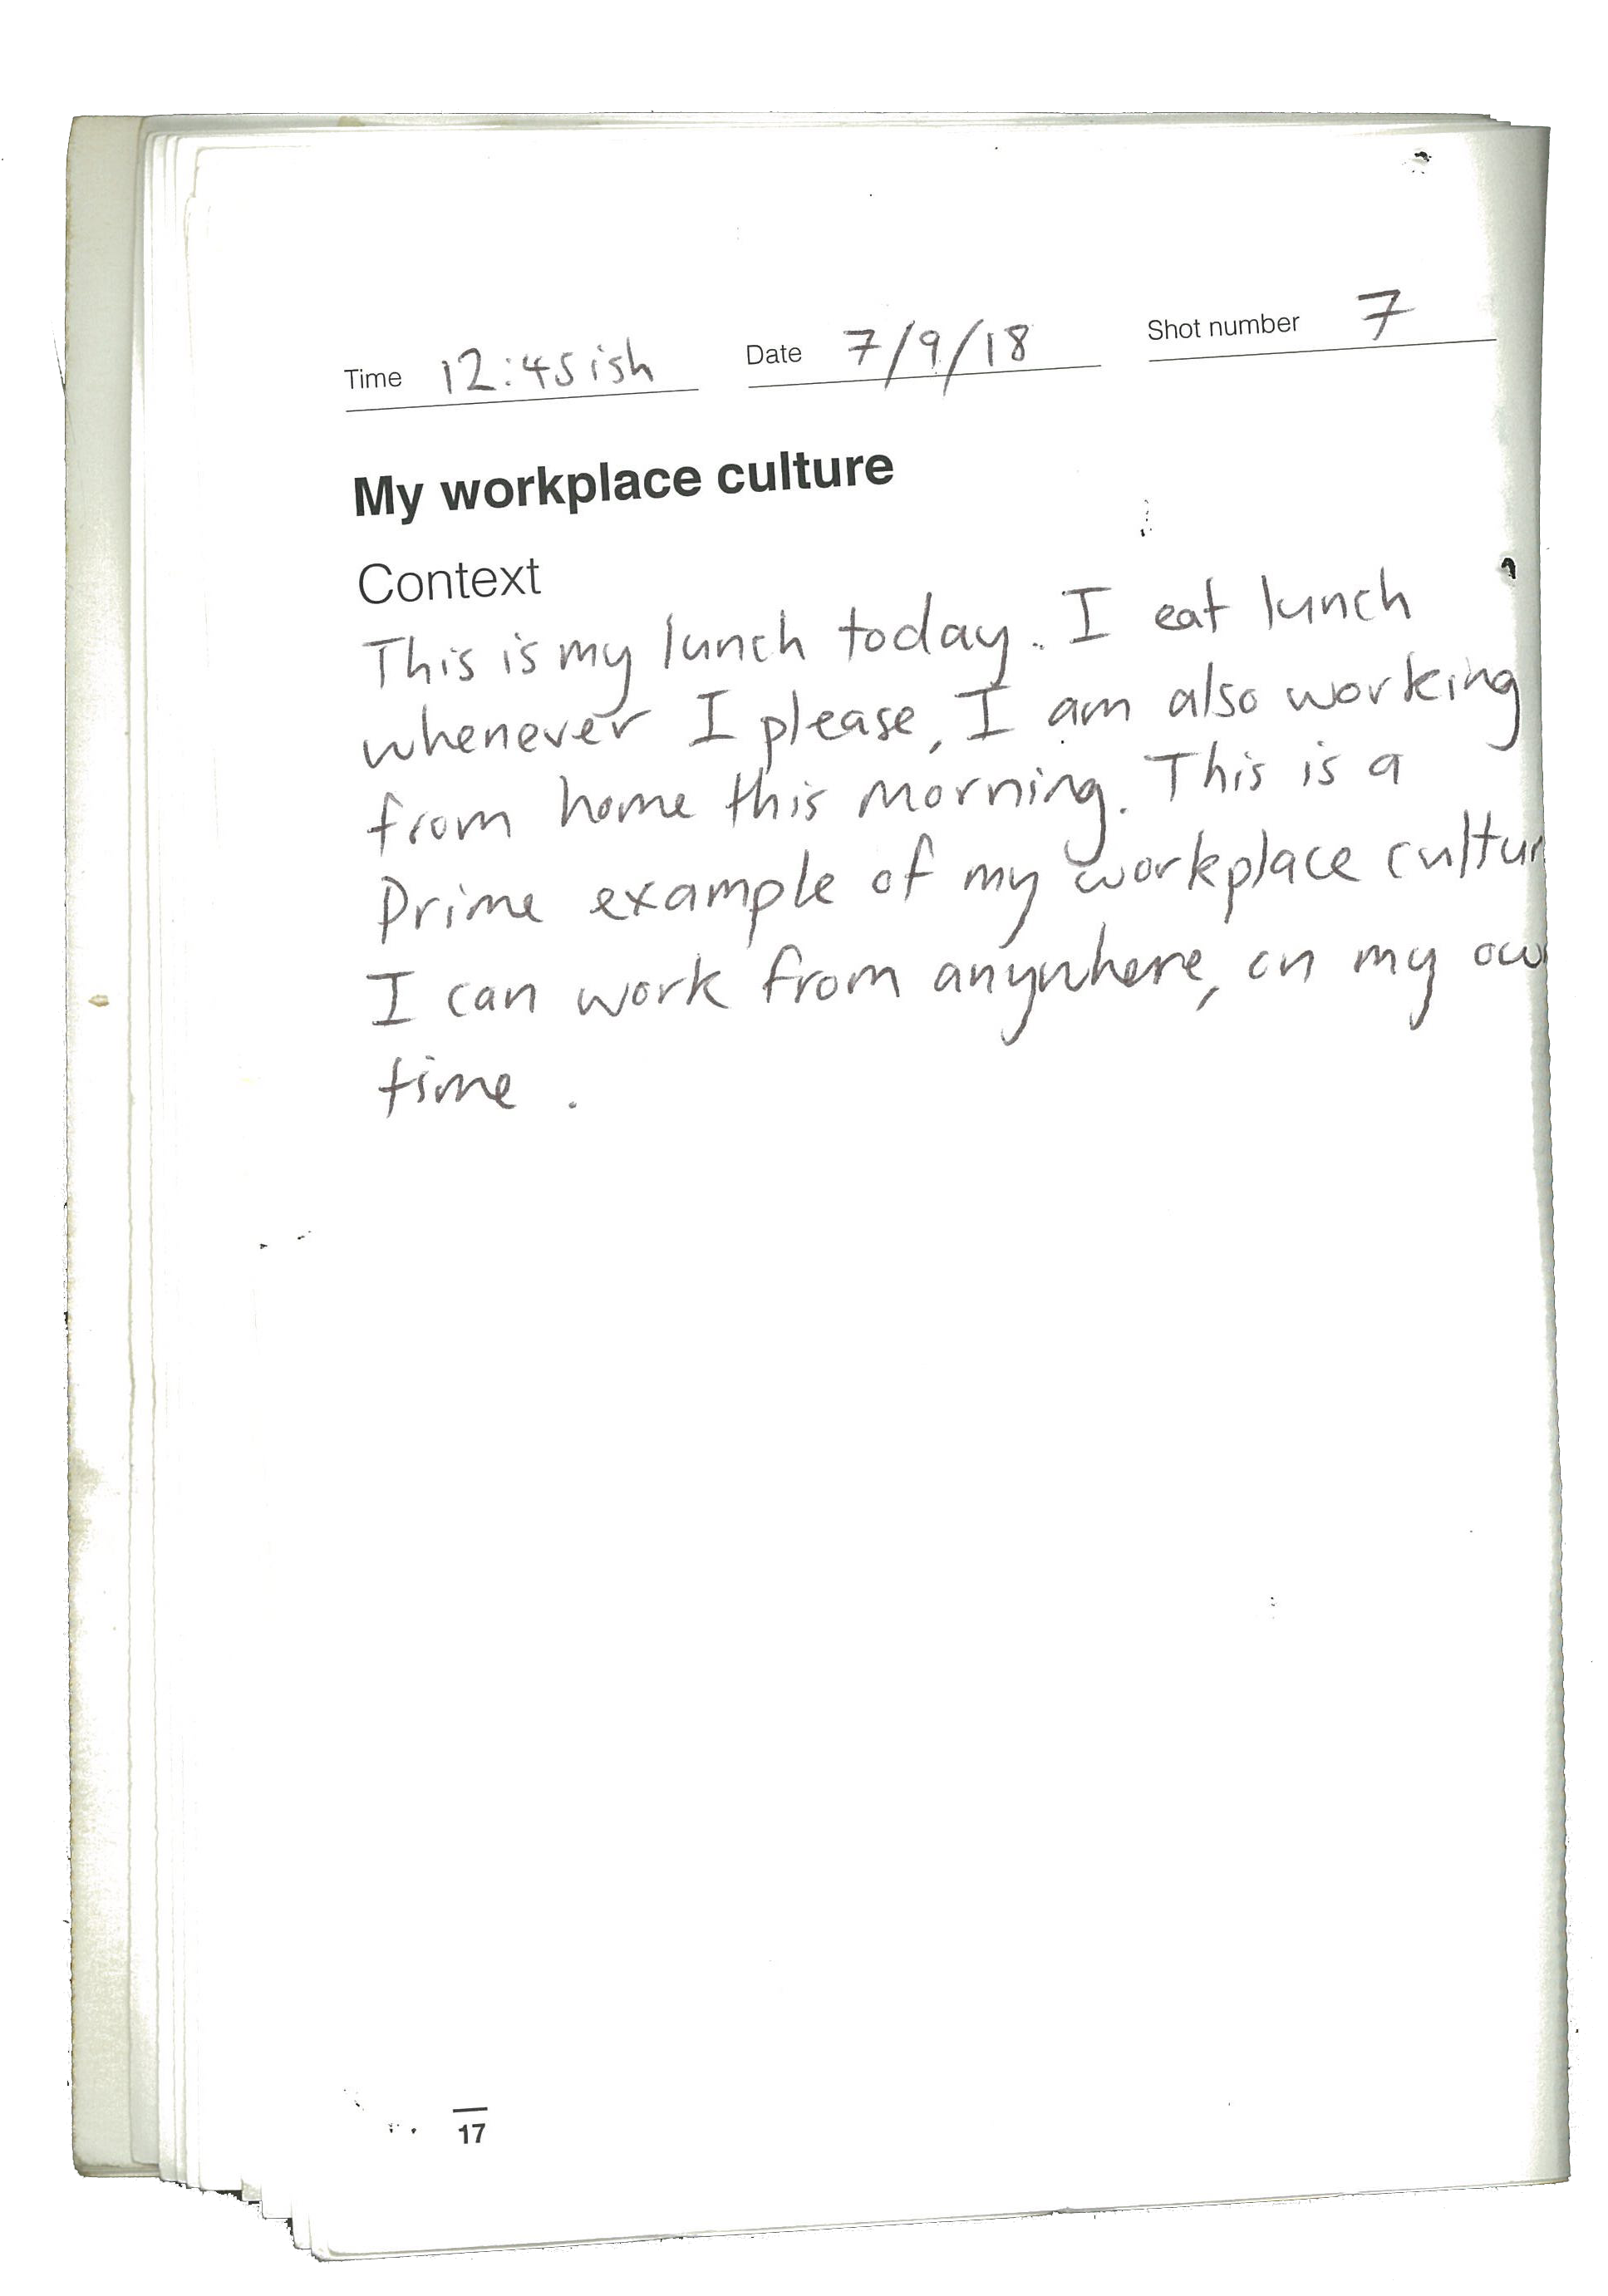 Time 12:45ish Date 7/9/18 Shot number 7
My workplace culture
Context
This is my lunch today. I eat lunch
whenever I please, I am also working
from home this morning. This is a
Prime example of my workplace cultur
I can work from anywhere, on my ow
time.
17